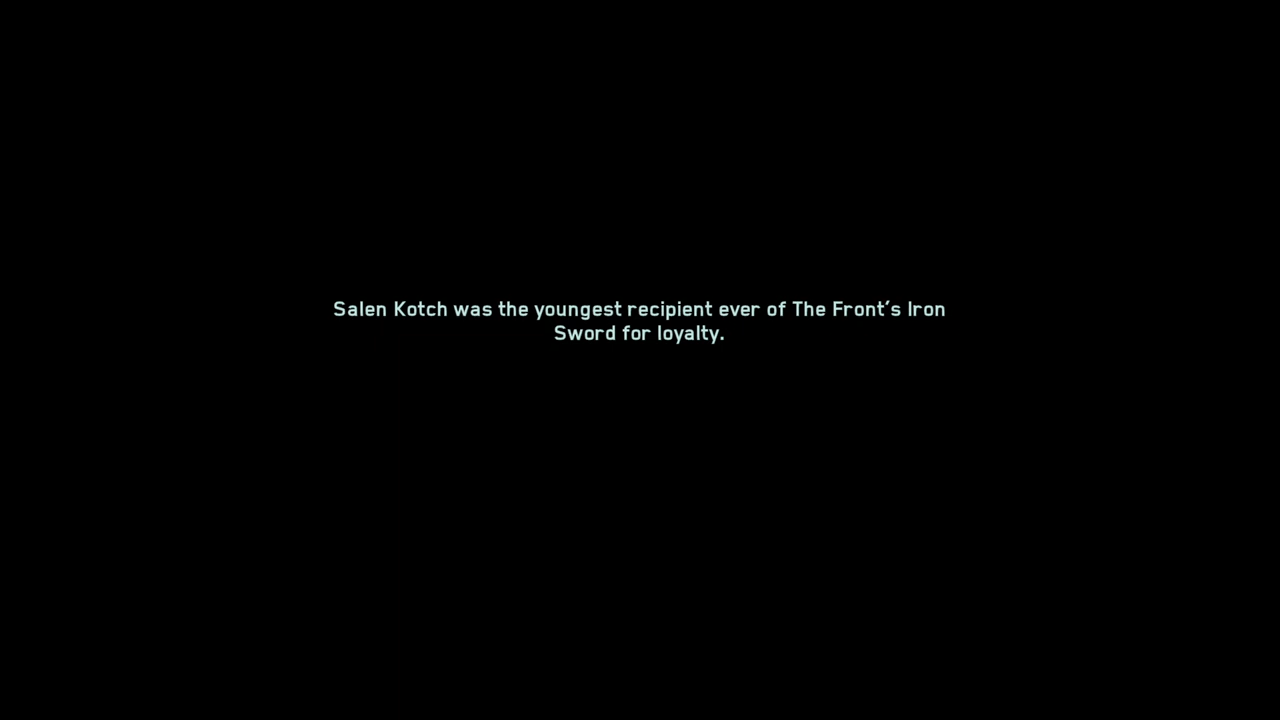 Salen Kotch was the youngest recipient ever of The Front's Iron
Sword for loyalty.